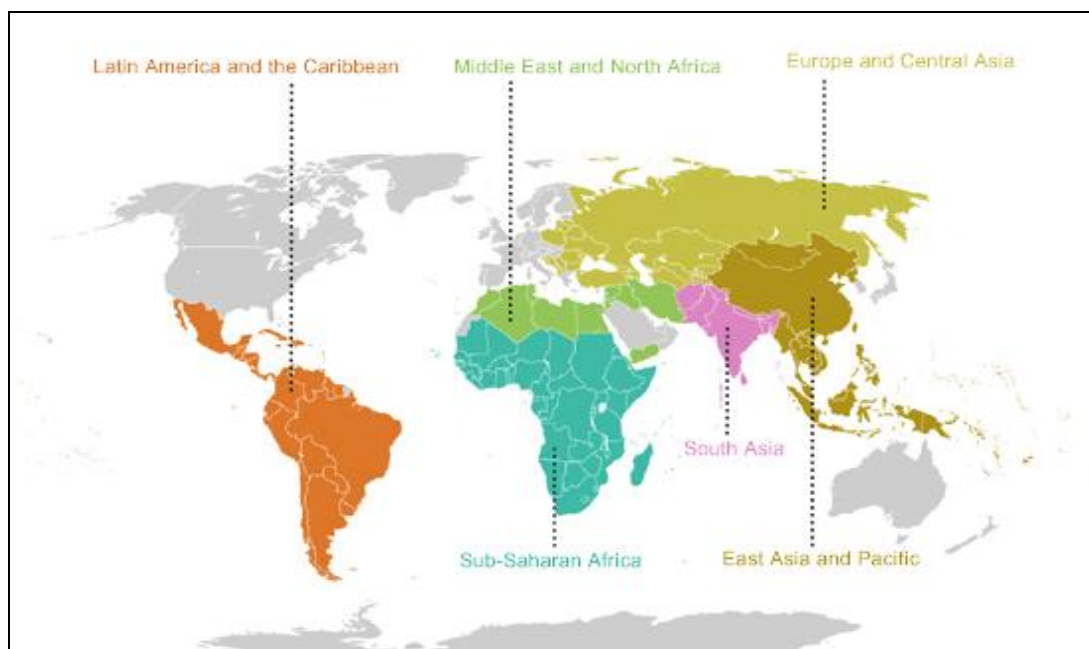 Latin America and the Caribbean
Middle East and North Africa
Europe and Central Asia
South Asia
Sub-Saharan Africa
East Asia and Pacific